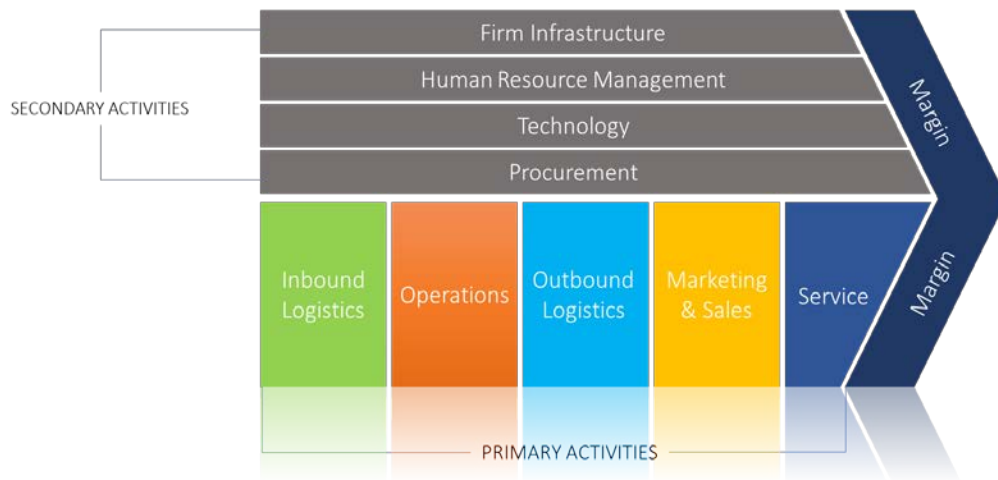 Firm Infrastructure
Human Resource Management
SECONDARY ACTIVITIES
Technology
Procurement
Margin
Margin
Inbound
Logistics
Operations
Outbound
Logistics
Marketing
& Sales
Service
PRIMARY ACTIVITIES